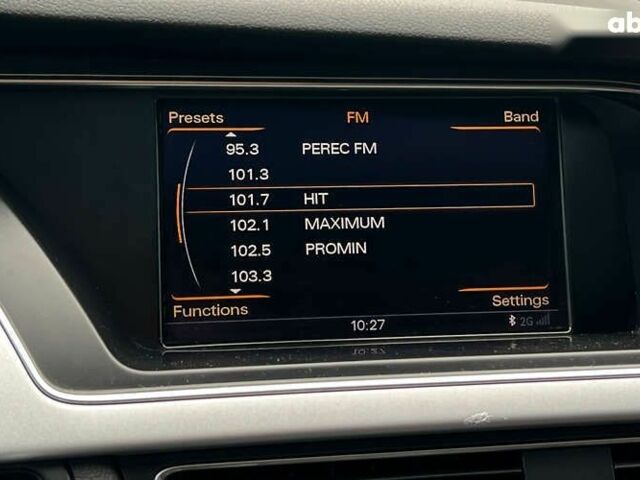 ab
Presets FM Band
95.3 PEREC FM
101.3
101.7 HIT
102.1 MAXIMUM
102.5 PROMIN
103.3
Functions Settings
10:27 2G